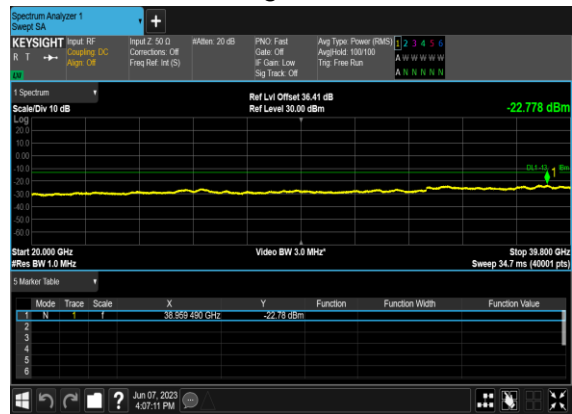 Spectrum Analyzer 1
Swept SA
+
KEYSIGHT Input: RF Input Z: 50 Ω #Atten: 20 dB PNO: Fast Avg Type: Power (RMS) 1 2 3 4 5 6
R T Coupling: DC Corrections: Off Gate: Off Avg|Hold: 100/100 A W W W W W
Align: Off Freq Ref: Int (S) IF Gain: Low Trig: Free Run
Sig Track: Off A N N N N N
1 Spectrum Ref Lvl Offset 36.41 dB
Scale/Div 10 dB Ref Level 30.00 dBm -22.778 dBm
Log
20.0
10.0
0.00
-10.0 DL1 -13
1
-20.0
-30.0
-40.0
-50.0
-60.0
Start 20.000 GHz Video BW 3.0 MHz* Stop 39.800 GHz
#Res BW 1.0 MHz Sweep 34.7 ms (40001 pts)
5 Marker Table
Mode Trace Scale X Y Function Function Width Function Value
1 N 1 f 38.959 490 GHz -22.78 dBm
2
3
4
5
6
? Jun 07, 2023
4:07:11 PM